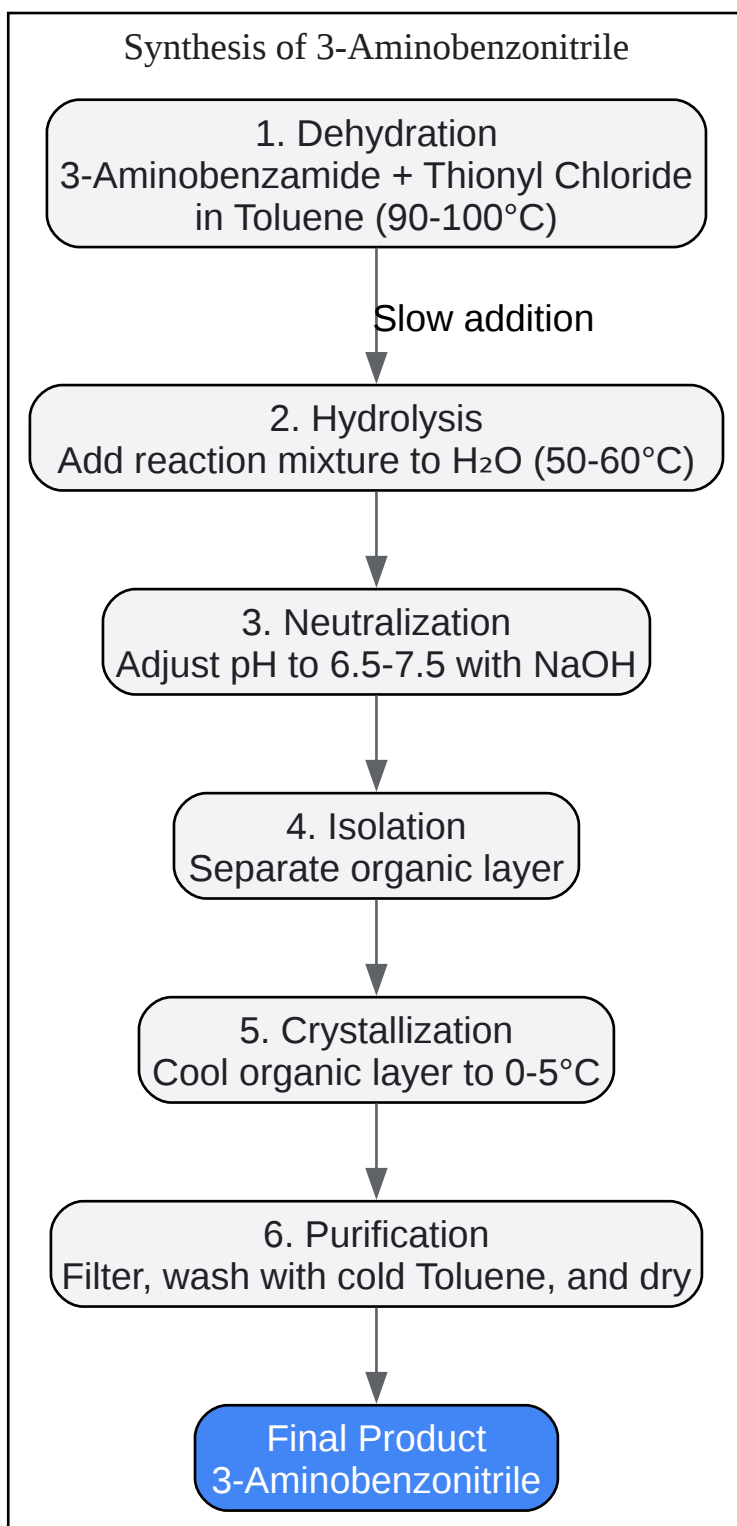 Synthesis of 3-Aminobenzonitrile
1. Dehydration
3-Aminobenzamide + Thionyl Chloride
in Toluene (90-100°C)
Slow addition
2. Hydrolysis
Add reaction mixture to H₂O (50-60°C)
3. Neutralization
Adjust pH to 6.5-7.5 with NaOH
4. Isolation
Separate organic layer
5. Crystallization
Cool organic layer to 0-5°C
6. Purification
Filter, wash with cold Toluene, and dry
Final Product
3-Aminobenzonitrile